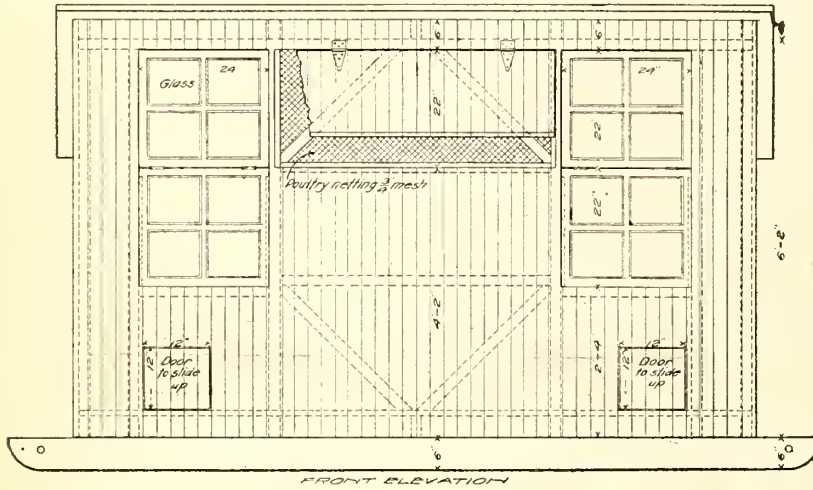 6
6
Glass
24
24"
22
22
Poultry netting 3/4 mesh
22"
6'-2"
4-2
2-4
12"
12"
12"
12"
Door
to slide
up
Door
to slide
up
6
6"
FRONT ELEVATION